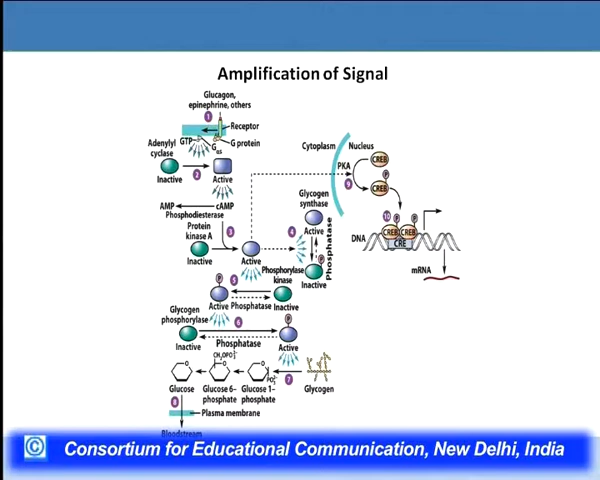 Amplification of Signal
Glucagon,
epinephrine, others
1
Receptor
GTP
Gαs
G protein
Adenylyl
cyclase
2
Inactive
Active
AMP
cAMP
Phosphodiesterase
Protein
kinase A
3
Inactive
Active
4
Glycogen
synthase
Active
Phosphatase
P
Inactive
Cytoplasm
Nucleus
PKA
CREB
9
P
CREB
10
P
P
CREB
CREB
DNA
CRE
mRNA
Phosphorylase
kinase
P
5
Active
Phosphatase
Inactive
Glycogen
phosphorylase
6
P
Inactive
Phosphatase
Active
CH₂OPO₃²⁻
PO₃²⁻
7
Glucose
Glucose 6–
phosphate
Glucose 1–
phosphate
Glycogen
8
Plasma membrane
Bloodstream
© Consortium for Educational Communication, New Delhi, India